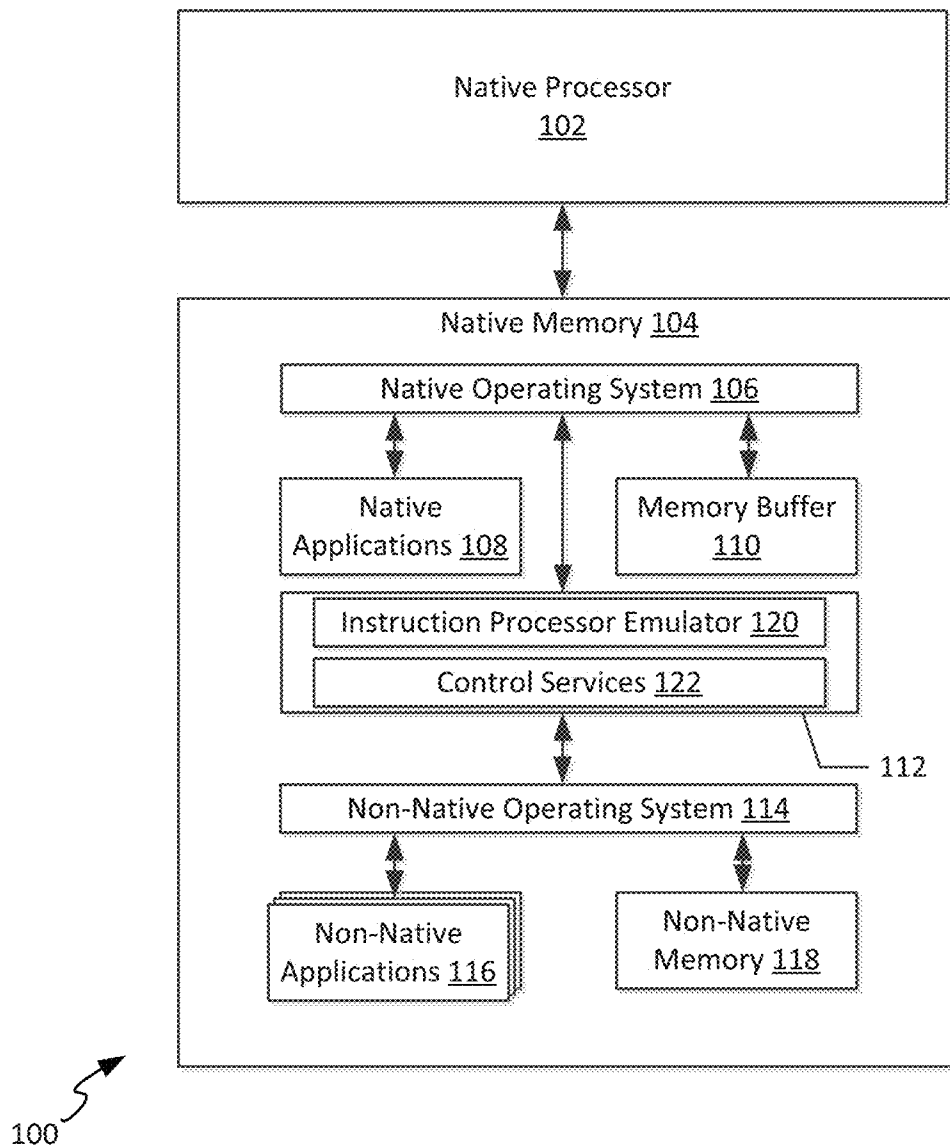 Native Processor
102
Native Memory 104
Native Operating System 106
Native
Applications 108
Memory Buffer
110
Instruction Processor Emulator 120
Control Services 122
112
Non-Native Operating System 114
Non-Native
Applications 116
Non-Native
Memory 118
100